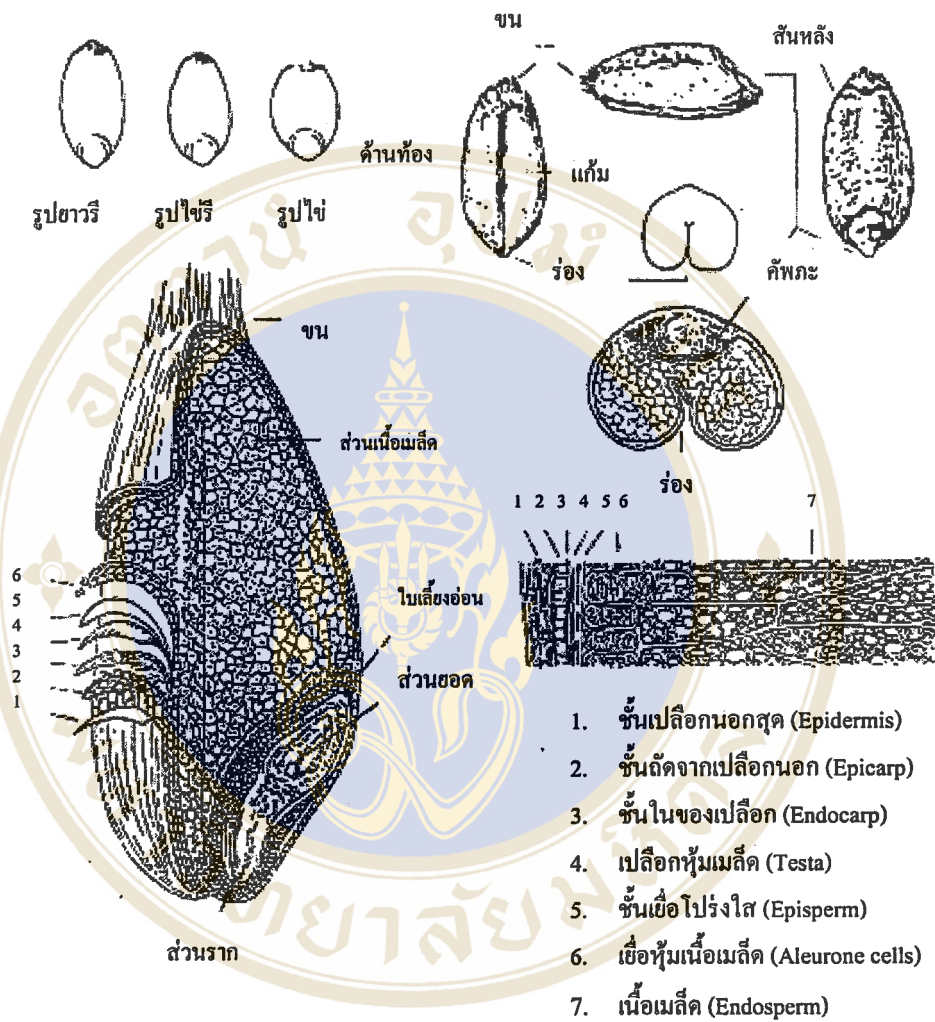 ขน
สันหลัง
ด้านท้อง
แก้ม
รูปยาวรี
รูปไข่รี
รูปไข่
ร่อง
คัพภะ
ขน
ส่วนเนื้อเมล็ด
ร่อง
1 2 3 4 5 6 7
6
5
4
3
2
1
ใบเลี้ยงอ่อน
ส่วนยอด
ส่วนราก
1. ชั้นเปลือกนอกสุด (Epidermis)
2. ชั้นถัดจากเปลือกนอก (Epicarp)
3. ชั้นในของเปลือก (Endocarp)
4. เปลือกหุ้มเมล็ด (Testa)
5. ชั้นเยื่อโปร่งใส (Episperm)
6. เยื่อหุ้มเนื้อเมล็ด (Aleurone cells)
7. เนื้อเมล็ด (Endosperm)